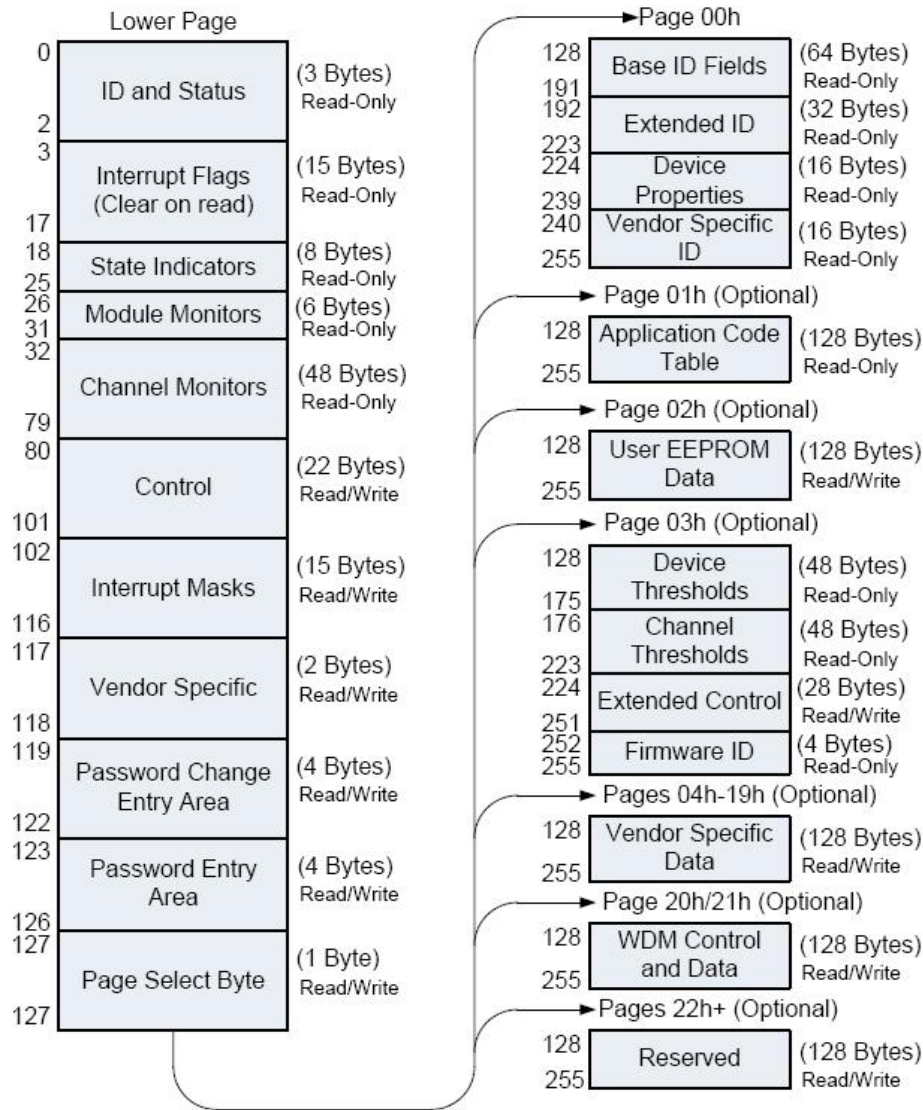 Lower Page
0
ID and Status
(3 Bytes)
Read-Only
2
3
Interrupt Flags
(Clear on read)
(15 Bytes)
Read-Only
17
18
State Indicators
(8 Bytes)
Read-Only
25
26
Module Monitors
(6 Bytes)
Read-Only
31
32
Channel Monitors
(48 Bytes)
Read-Only
79
80
Control
(22 Bytes)
Read/Write
101
102
Interrupt Masks
(15 Bytes)
Read/Write
116
117
Vendor Specific
(2 Bytes)
Read/Write
118
119
Password Change
Entry Area
(4 Bytes)
Read/Write
122
123
Password Entry
Area
(4 Bytes)
Read/Write
126
127
Page Select Byte
(1 Byte)
Read/Write
127
Page 00h
128
Base ID Fields
(64 Bytes)
Read-Only
191
192
Extended ID
(32 Bytes)
Read-Only
223
224
Device
Properties
(16 Bytes)
Read-Only
239
240
Vendor Specific
ID
(16 Bytes)
Read-Only
255
Page 01h (Optional)
128
Application Code
Table
(128 Bytes)
Read-Only
255
Page 02h (Optional)
128
User EEPROM
Data
(128 Bytes)
Read/Write
255
Page 03h (Optional)
128
Device
Thresholds
(48 Bytes)
Read-Only
175
176
Channel
Thresholds
(48 Bytes)
Read-Only
223
224
Extended Control
(28 Bytes)
Read/Write
251
252
Firmware ID
(4 Bytes)
Read-Only
255
Pages 04h-19h (Optional)
128
Vendor Specific
Data
(128 Bytes)
Read/Write
255
Page 20h/21h (Optional)
128
WDM Control
and Data
(128 Bytes)
Read/Write
255
Pages 22h+ (Optional)
128
Reserved
(128 Bytes)
Read/Write
255